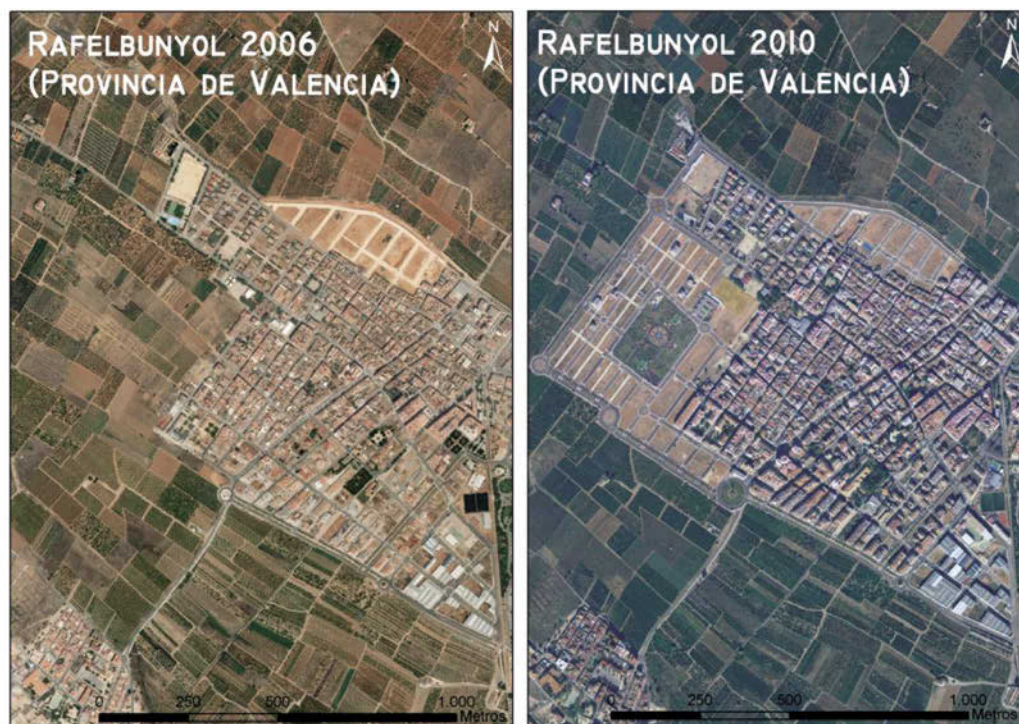 RAFELBUNYOL 2006
(PROVINCIA DE VALENCIA)
N
0 250 500 1.000
Metros
RAFELBUNYOL 2010
(PROVINCIA DE VALENCIA)
N
0 250 500 1.000
Metros